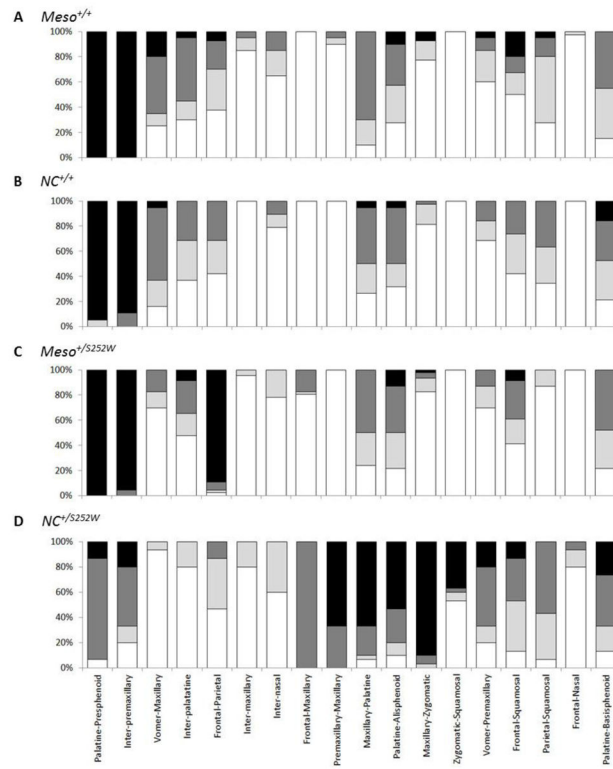 A Meso+/+
100%
80%
60%
40%
20%
0%
B NC+/+
100%
80%
60%
40%
20%
0%
C Meso+/S252W
100%
80%
60%
40%
20%
0%
D NC+/S252W
100%
80%
60%
40%
20%
0%
Palatine-Presphenoid
Inter-premaxillary
Vomer-Maxillary
Inter-palatatine
Frontal-Parietal
Inter-maxillary
Inter-nasal
Frontal-Maxillary
Premaxillary-Maxillary
Maxillary-Palatine
Palatine-Alisphenoid
Maxillary-Zygomatic
Zygomatic-Squamosal
Vomer-Premaxillary
Frontal-Squamosal
Parietal-Squamosal
Frontal-Nasal
Palatine-Basisphenoid